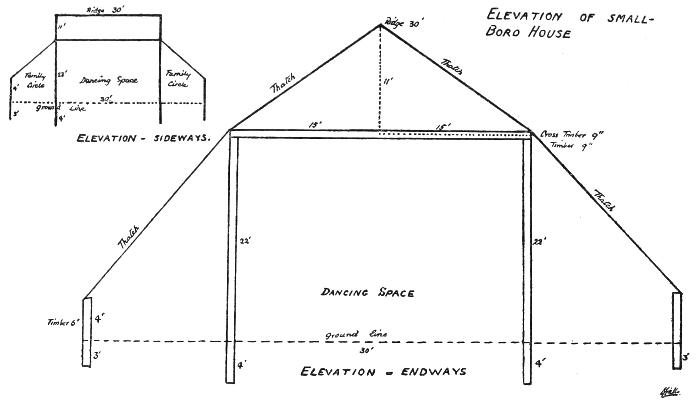 Ridge 30'
11'
Family
Circle
22'
Dancing Space
Family
Circle
4'
30'
ground Line
3'
4'
ELEVATION - SIDEWAYS.
ELEVATION OF SMALL-
BORO HOUSE
Ridge 30'
Thatch
11'
Thatch
15'
15'
Cross Timber 9"
Timber 9"
Thatch
Thatch
22'
22'
DANCING SPACE
Timber 6"
4'
ground line
30'
3'
3'
4'
4'
ELEVATION - ENDWAYS